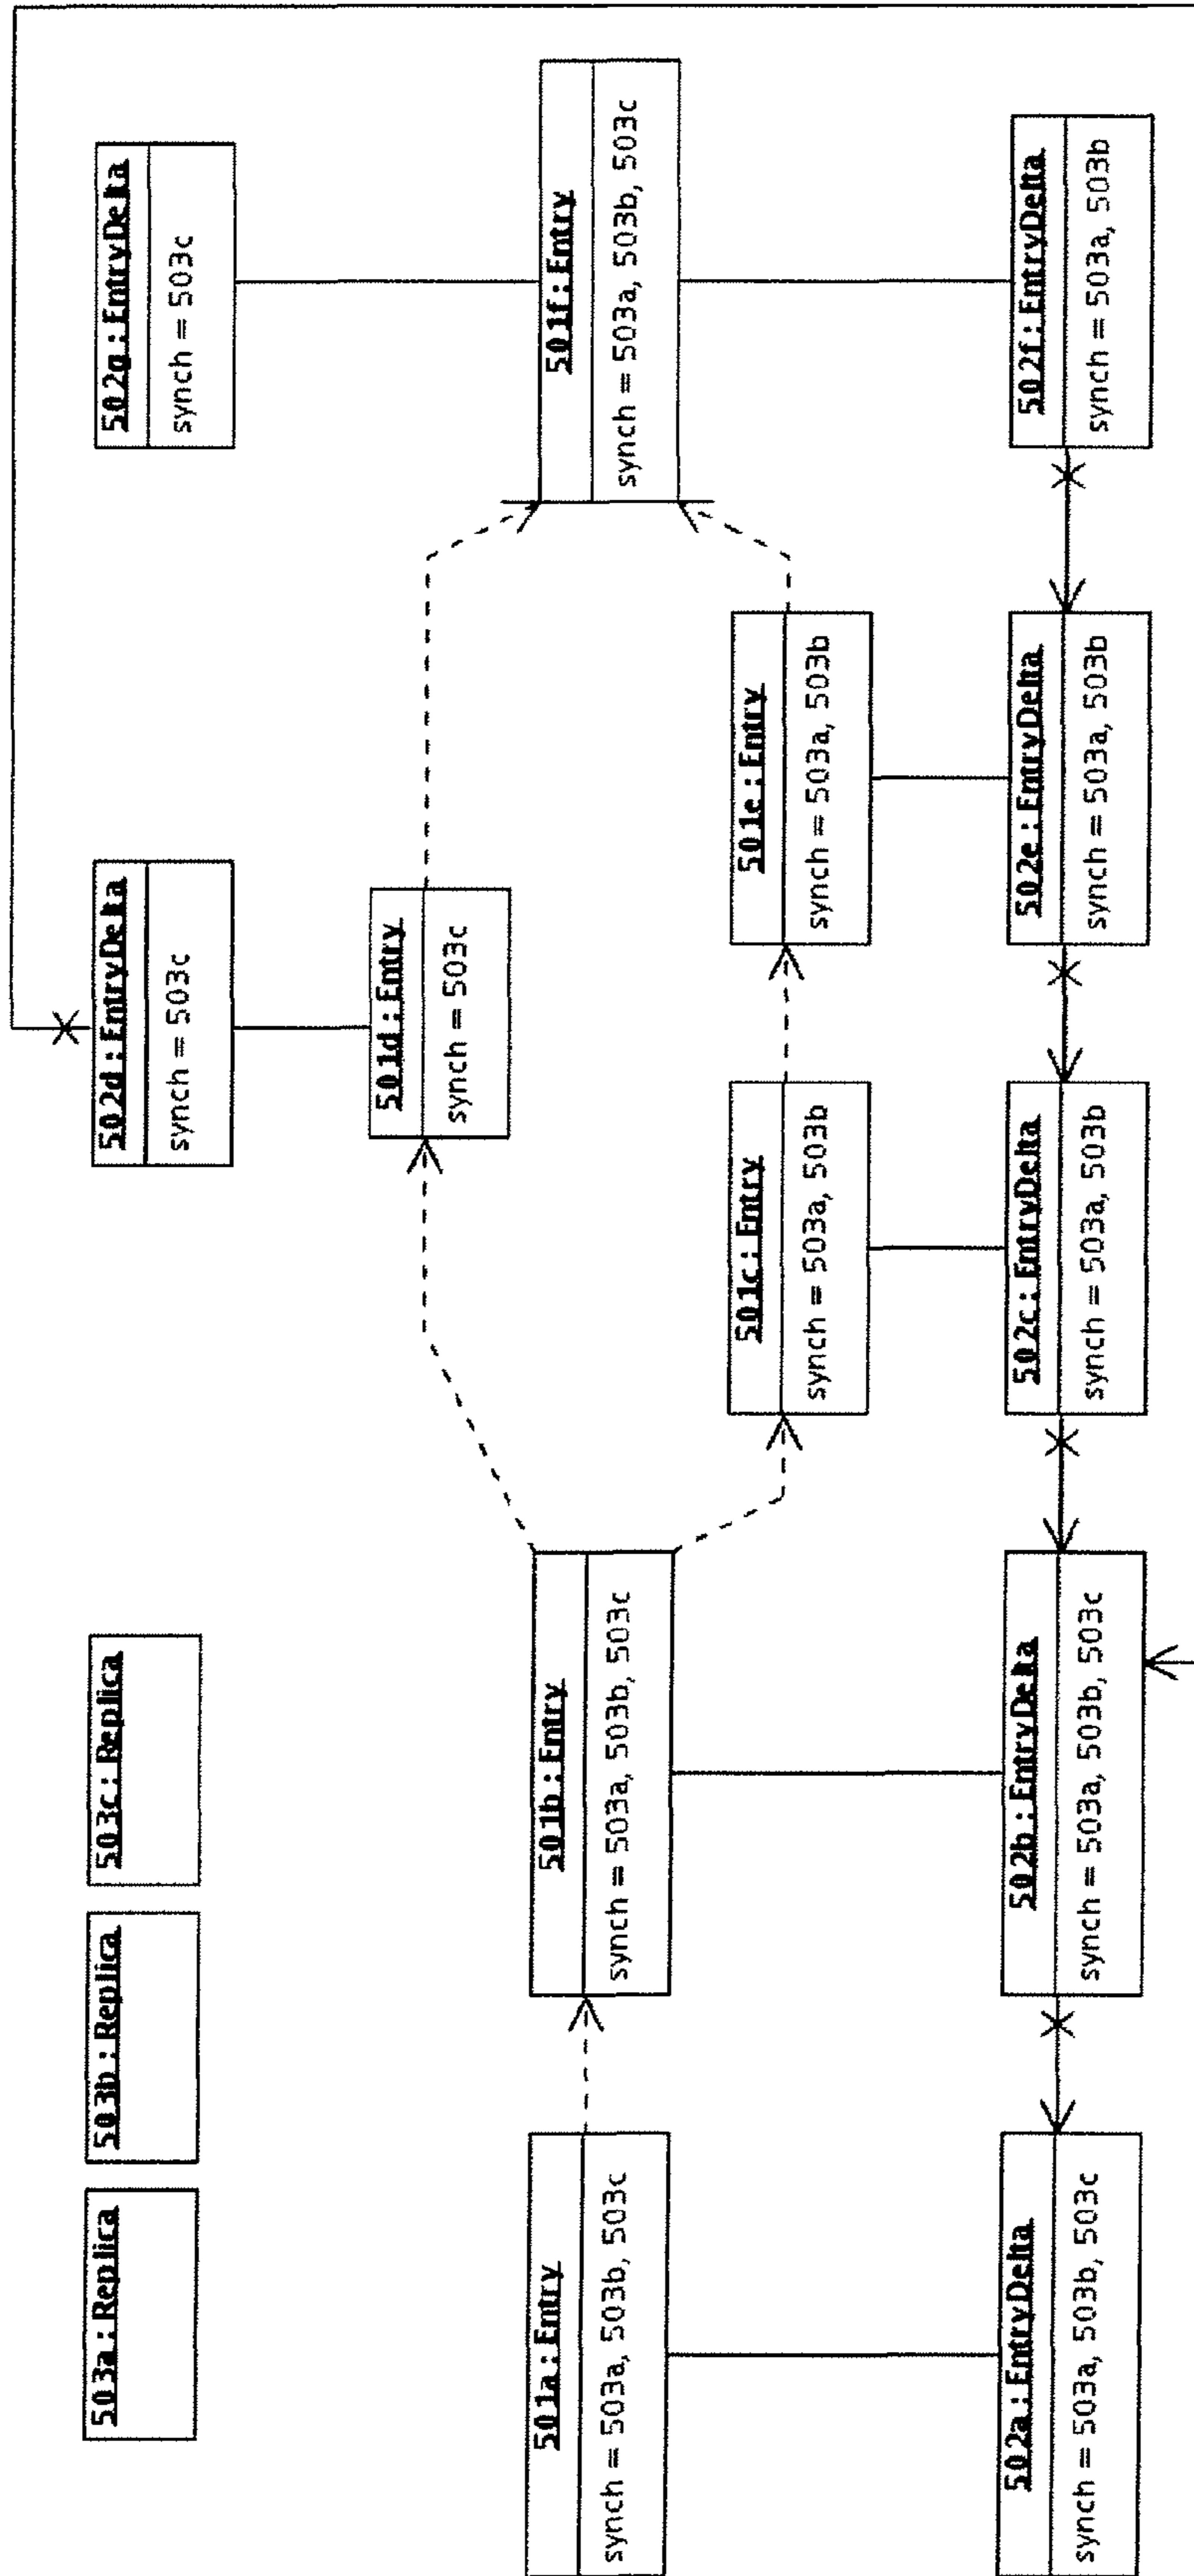 503a : Replica
503b : Replica
503c : Replica
502d : EntryDelta
synch = 503c
502g : EntryDelta
synch = 503c
501d : Entry
synch = 503c
501a : Entry
synch = 503a, 503b, 503c
501b : Entry
synch = 503a, 503b, 503c
501f : Entry
synch = 503a, 503b, 503c
501c : Entry
synch = 503a, 503b
501e : Entry
synch = 503a, 503b
502a : EntryDelta
synch = 503a, 503b, 503c
502b : EntryDelta
synch = 503a, 503b, 503c
502c : EntryDelta
synch = 503a, 503b
502e : EntryDelta
synch = 503a, 503b
502f : EntryDelta
synch = 503a, 503b